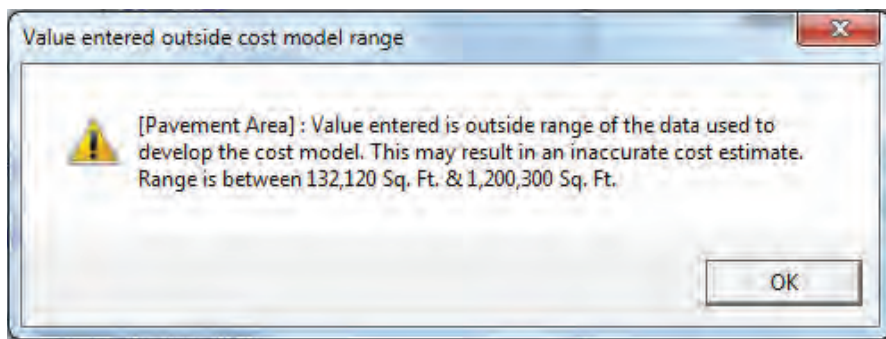 Value entered outside cost model range
[Pavement Area] : Value entered is outside range of the data used to
develop the cost model. This may result in an inaccurate cost estimate.
Range is between 132,120 Sq. Ft. & 1,200,300 Sq. Ft.
OK